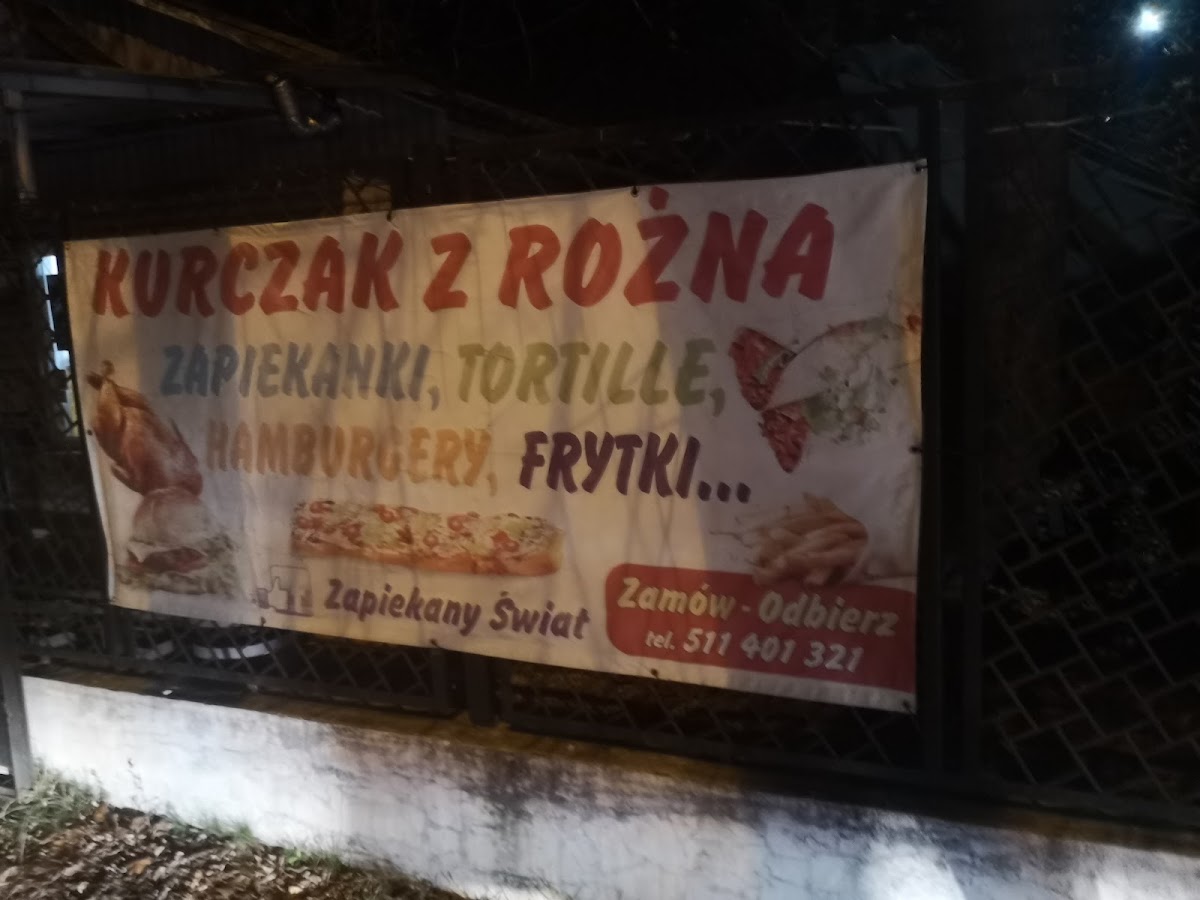 KURCZAK Z ROŻNA
ZAPIEKANKI, TORTILLE,
HAMBURGERY, FRYTKI...
Zapiekany Świat
Zamów - Odbierz
tel. 511 401 321